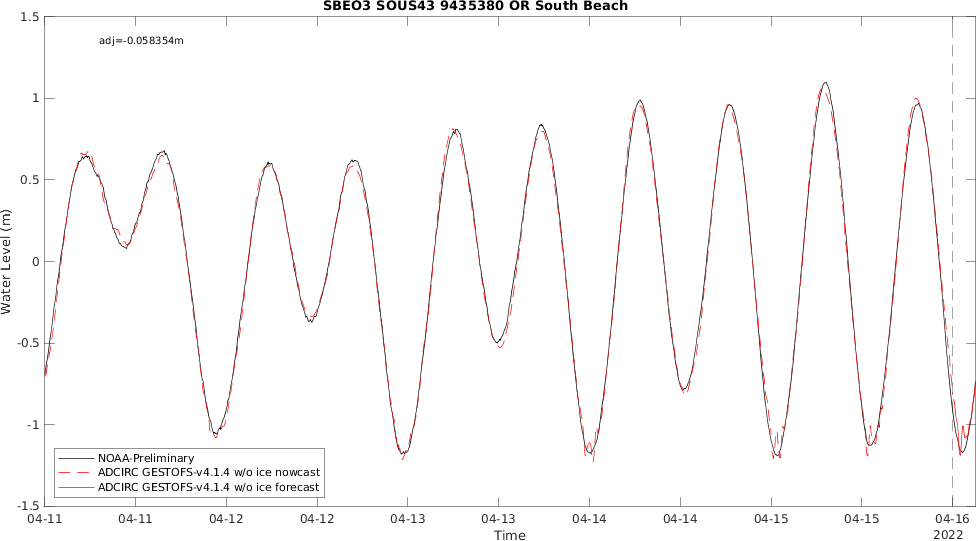 SBEO3 SOUS43 9435380 OR South Beach
adj=-0.058354m
1.5
1
0.5
0
-0.5
-1
-1.5
Water Level (m)
NOAA-Preliminary
ADCIRC GESTOFS-v4.1.4 w/o ice nowcast
ADCIRC GESTOFS-v4.1.4 w/o ice forecast
04-11 04-11 04-12 04-12 04-13 04-13 04-14 04-14 04-15 04-15 04-16
Time
2022